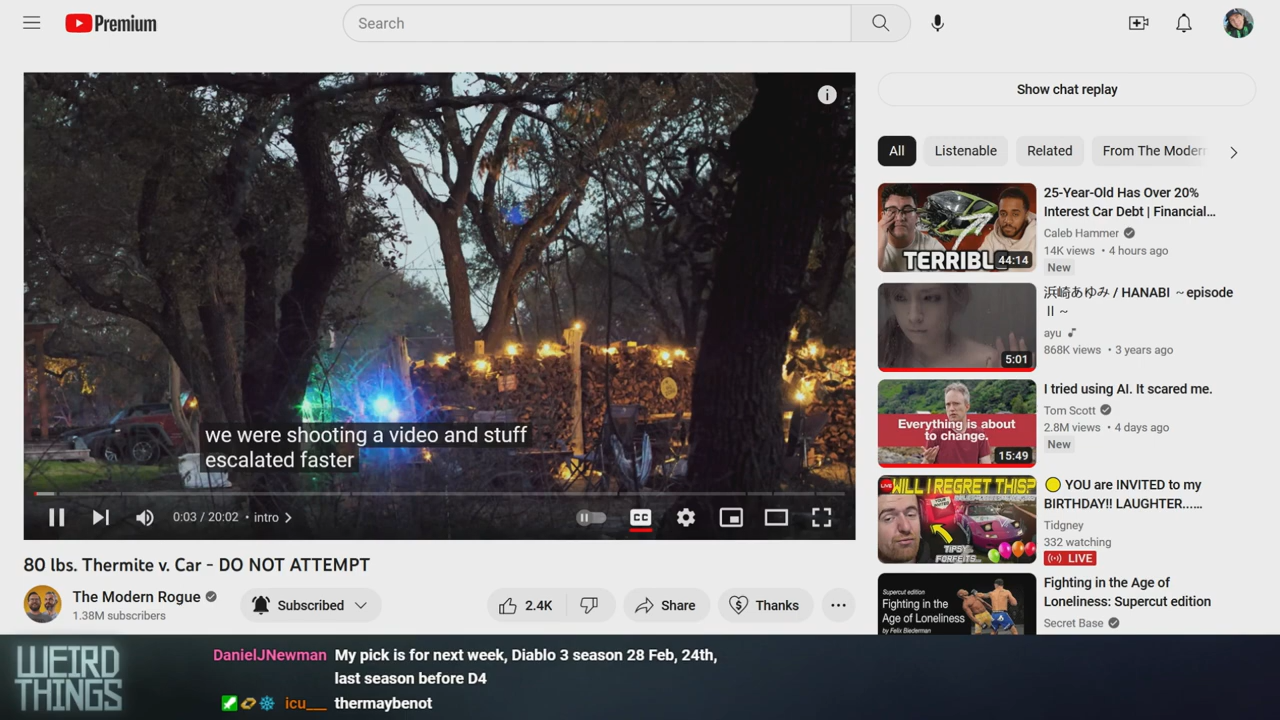 Premium
Search
Show chat replay
All
Listenable
Related
From The Modern
we were shooting a video and stuff
escalated faster
0:03 / 20:02 • intro
CC
80 lbs. Thermite v. Car - DO NOT ATTEMPT
The Modern Rogue
1.38M subscribers
Subscribed
2.4K
Share
Thanks
TERRIBL
44:14
25-Year-Old Has Over 20%
Interest Car Debt | Financial...
Caleb Hammer
14K views • 4 hours ago
New
5:01
浜崎あゆみ / HANABI ～episode
II～
ayu
868K views • 3 years ago
Everything is about
to change.
15:49
I tried using AI. It scared me.
Tom Scott
2.8M views • 4 days ago
New
LIVE
WILL I REGRET THIS?
TIPSY
FORFEITS
YOU are INVITED to my
BIRTHDAY!! LAUGHTER......
Tidgney
332 watching
LIVE
Supercut edition
Fighting in the
Age of Loneliness
by Felix Biederman
Fighting in the Age of
Loneliness: Supercut edition
Secret Base
WEIRD
THINGS
DanielJNewman My pick is for next week, Diablo 3 season 28 Feb, 24th,
last season before D4
icu___ thermaybenot